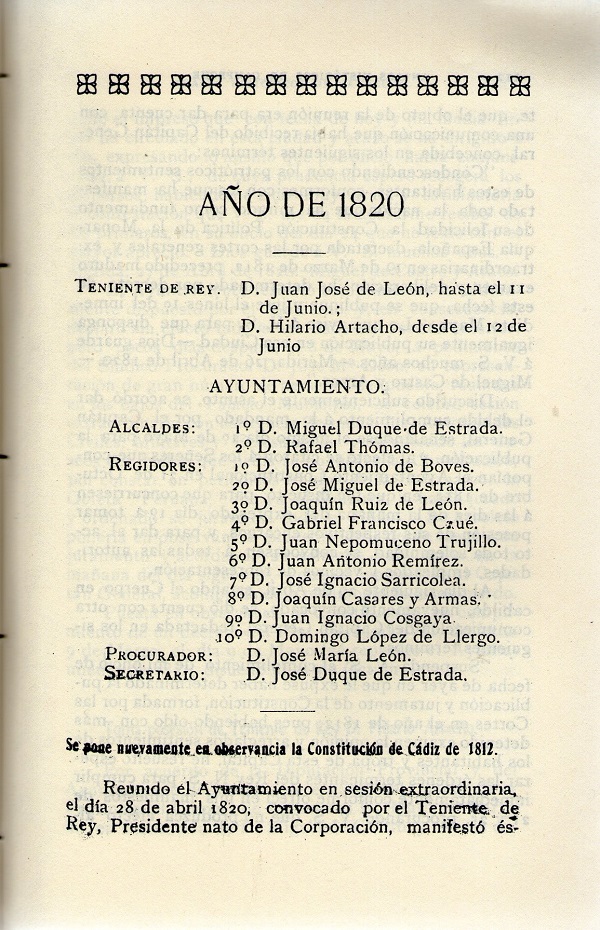 AÑO DE 1820
TENIENTE DE REY. D. Juan José de León, hasta el 11
de Junio.;
D. Hilario Artacho, desde el 12 de
Junio
AYUNTAMIENTO.
ALCALDES: 1º D. Miguel Duque de Estrada.
2º D. Rafael Thómas.
REGIDORES: 1º D. José Antonio de Boves.
2º D. José Miguel de Estrada.
3º D. Joaquín Ruiz de León.
4º D. Gabriel Francisco
5º D. Juan Nepomuceno Trujillo.
6º D. Juan Antonio Remírez.
7º D. José Ignacio Sarricolea.
8º D. Joaquín Casares y Armas.
9º D. Juan Ignacio Cosgaya
10º D. Domingo López de Llergo.
PROCURADOR: D. José María León.
SECRETARIO: D. José Duque de Estrada.
Se pone nuevamente en observancia la Constitución de Cádiz de 1812.
Reunido el Ayuntamiento en sesión extraordinaria,
el día 28 de abril 1820, convocado por el Teniente de
Rey, Presidente nato de la Corporación, manifestó és-